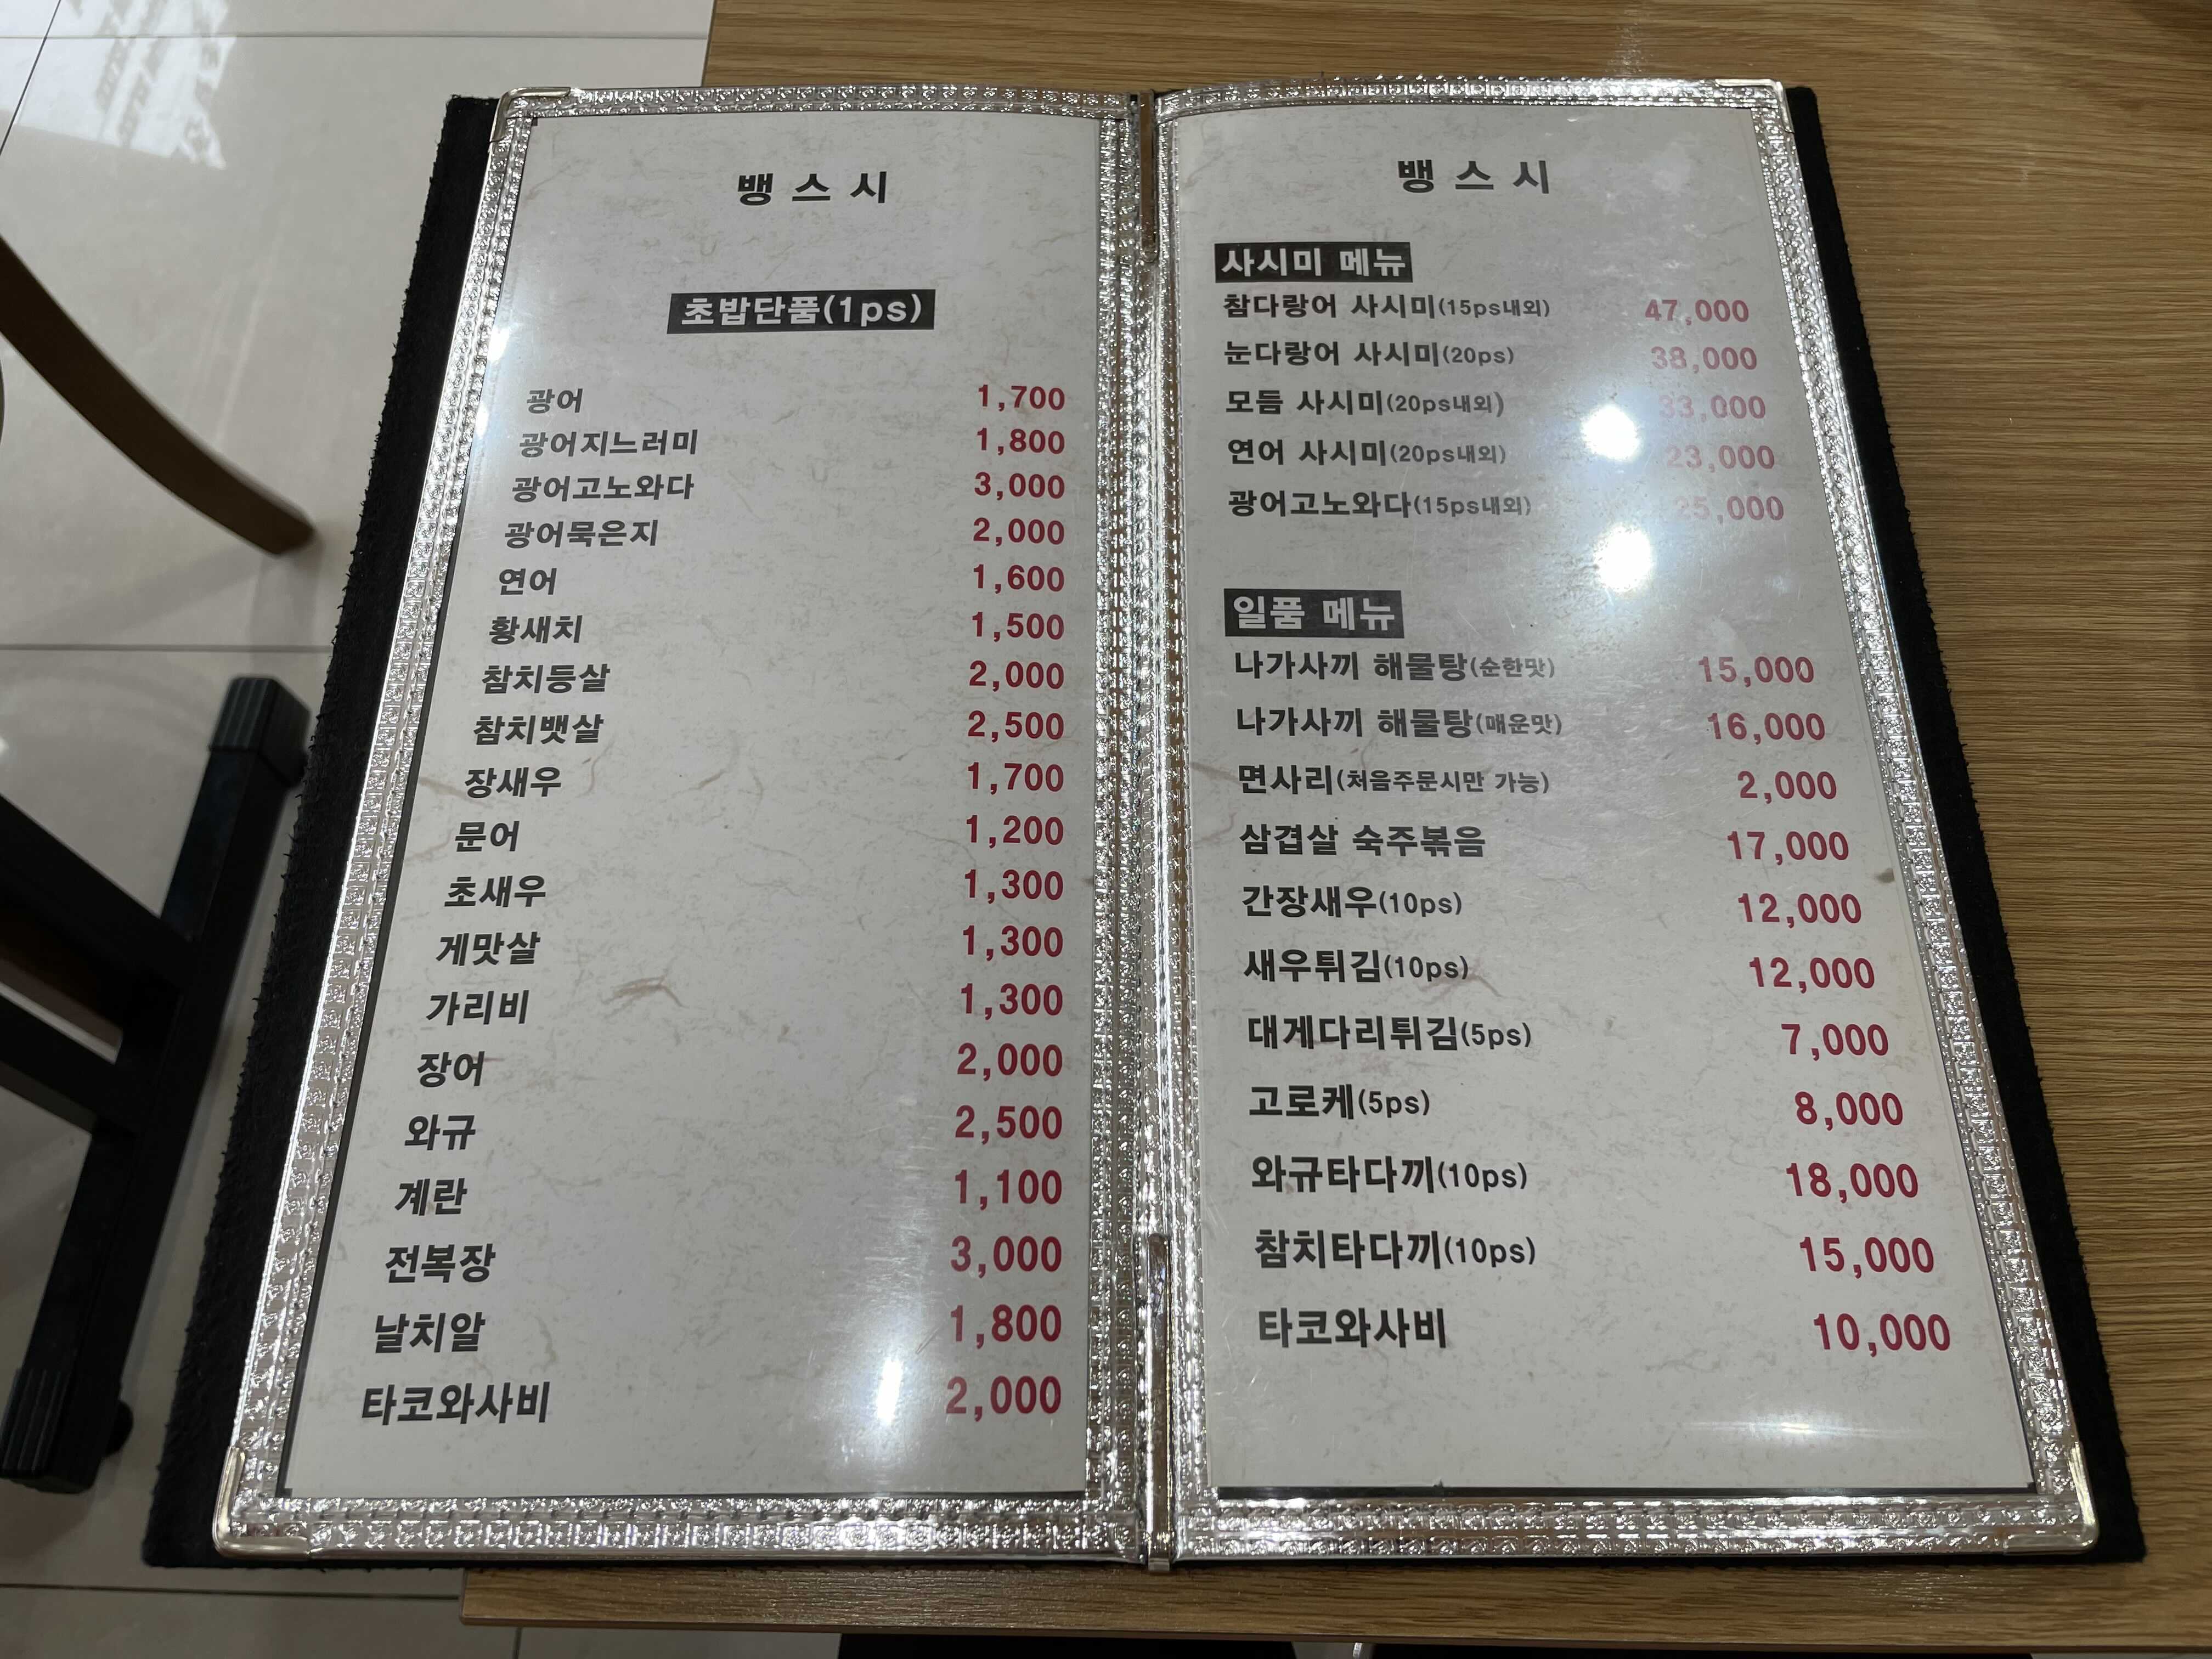 뱅스시
초밥단품(1ps)
광어 1,700
광어지느러미 1,800
광어고노와다 3,000
광어묵은지 2,000
연어 1,600
황새치 1,500
참치등살 2,000
참치뱃살 2,500
장새우 1,700
문어 1,200
초새우 1,300
게맛살 1,300
가리비 1,300
장어 2,000
와규 2,500
계란 1,100
전복장 3,000
날치알 1,800
타코와사비 2,000
뱅스시
사시미 메뉴
참다랑어 사시미(15ps내외) 47,000
눈다랑어 사시미(20ps) 38,000
모듬 사시미(20ps내외) 33,000
연어 사시미(20ps내외) 23,000
광어고노와다(15ps내외) 25,000
일품 메뉴
나가사끼 해물탕(순한맛) 15,000
나가사끼 해물탕(매운맛) 16,000
면사리(처음주문시만 가능) 2,000
삼겹살 숙주볶음 17,000
간장새우(10ps) 12,000
새우튀김(10ps) 12,000
대게다리튀김(5ps) 7,000
고로케(5ps) 8,000
와규타다끼(10ps) 18,000
참치타다끼(10ps) 15,000
타코와사비 10,000